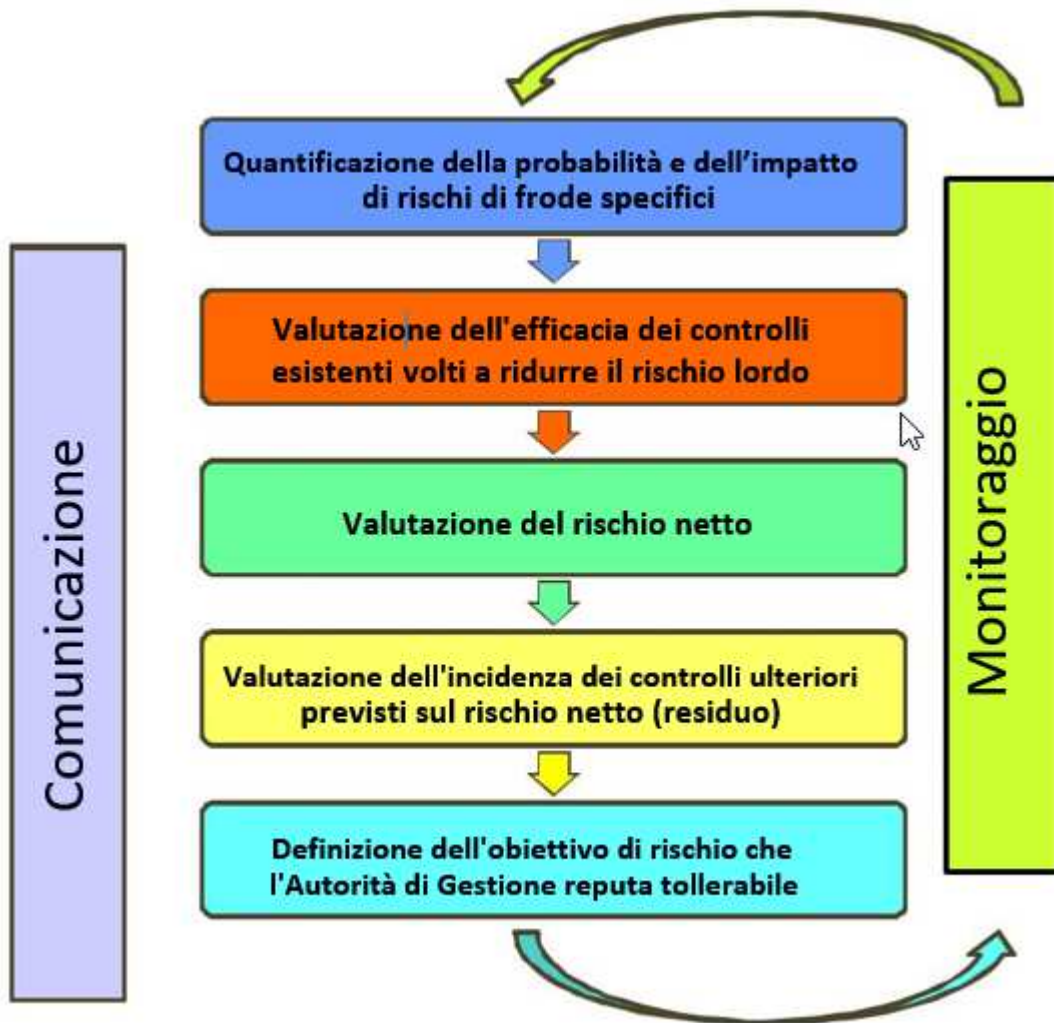 Quantificazione della probabilità e dell’impatto
di rischi di frode specifici
Valutazione dell'efficacia dei controlli
esistenti volti a ridurre il rischio lordo
Valutazione del rischio netto
Valutazione dell'incidenza dei controlli ulteriori
previsti sul rischio netto (residuo)
Definizione dell'obiettivo di rischio che
l'Autorità di Gestione reputa tollerabile
Comunicazione
Monitoraggio